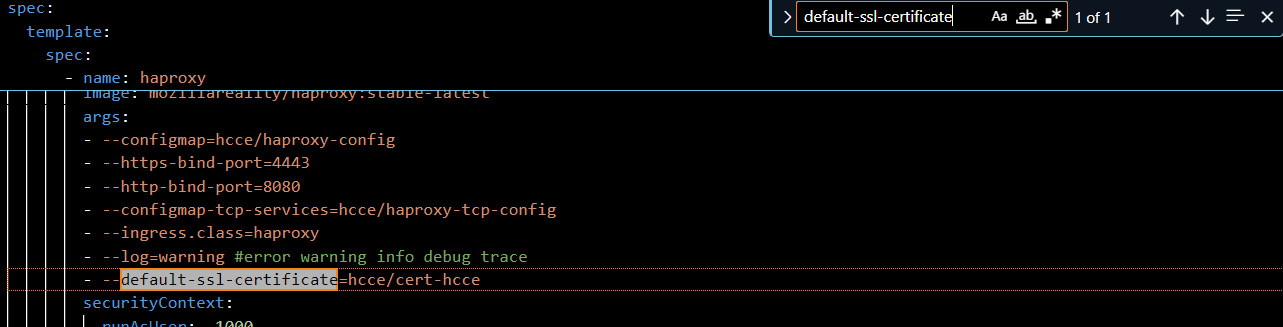 spec:
template:
spec:
- name: haproxy
image: mozillareality/haproxy:stable-latest
args:
- --configmap=hcce/haproxy-config
- --https-bind-port=4443
- --http-bind-port=8080
- --configmap-tcp-services=hcce/haproxy-tcp-config
- --ingress.class=haproxy
- --log=warning #error warning info debug trace
- --default-ssl-certificate=hcce/cert-hcce
securityContext:
runAsUser: 1000
default-ssl-certificate
Aa ab 1 of 1